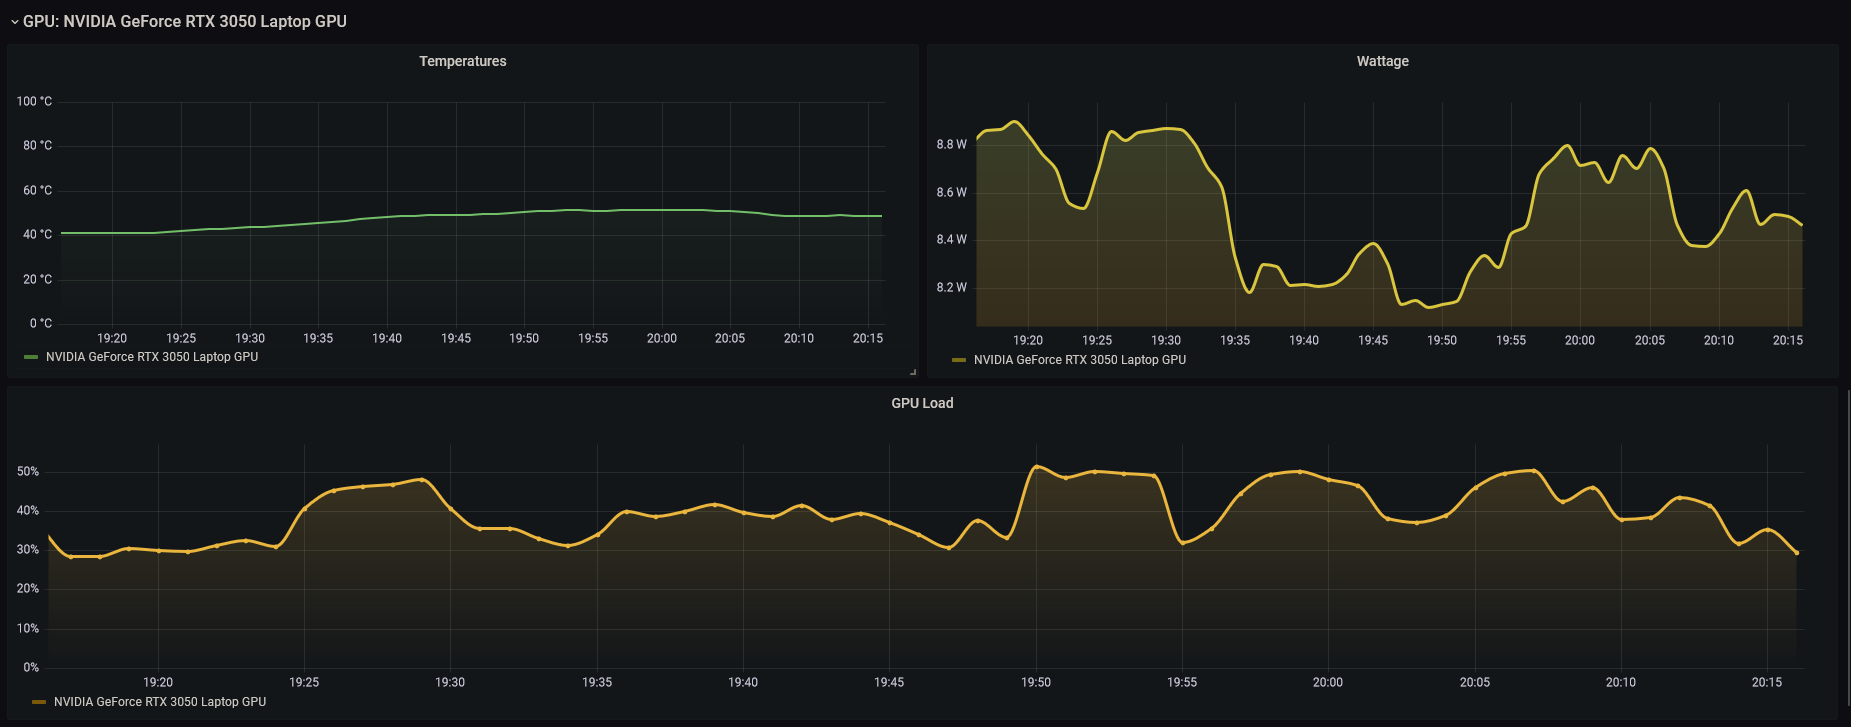 GPU: NVIDIA GeForce RTX 3050 Laptop GPU
Temperatures
100 °C
80 °C
60 °C
40 °C
20 °C
0 °C
19:20 19:25 19:30 19:35 19:40 19:45 19:50 19:55 20:00 20:05 20:10 20:15
NVIDIA GeForce RTX 3050 Laptop GPU
Wattage
8.8 W
8.6 W
8.4 W
8.2 W
19:20 19:25 19:30 19:35 19:40 19:45 19:50 19:55 20:00 20:05 20:10 20:15
NVIDIA GeForce RTX 3050 Laptop GPU
GPU Load
50%
40%
30%
20%
10%
0%
19:20 19:25 19:30 19:35 19:40 19:45 19:50 19:55 20:00 20:05 20:10 20:15
NVIDIA GeForce RTX 3050 Laptop GPU